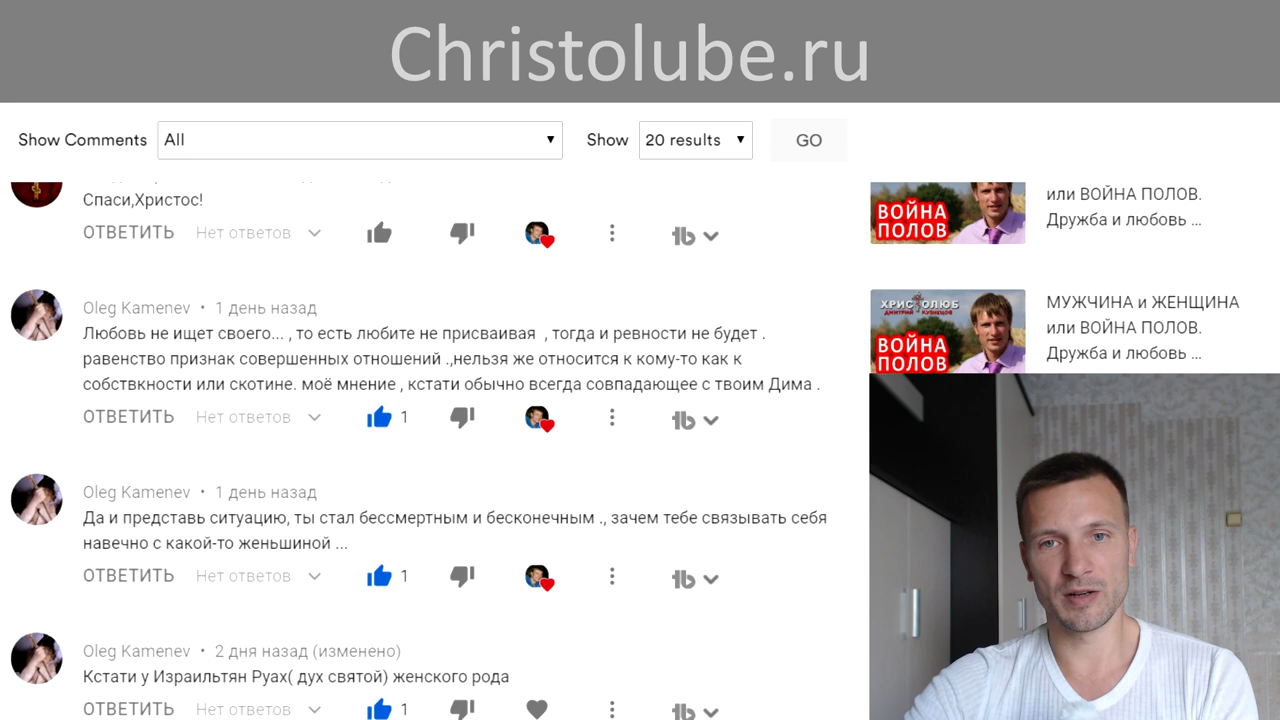 Christolube.ru
Show Comments All Show 20 results GO
Спаси,Христос!
ОТВЕТИТЬ Нет ответов
Oleg Kamenev • 1 день назад
Любовь не ищет своего... , то есть любите не присваивая , тогда и ревности не будет .
равенство признак совершенных отношений .,нельзя же относится к кому-то как к
собствкности или скотине. моё мнение , кстати обычно всегда совпадающее с твоим Дима .
ОТВЕТИТЬ Нет ответов 1
Oleg Kamenev • 1 день назад
Да и представь ситуацию, ты стал бессмертным и бесконечным ., зачем тебе связывать себя
навечно с какой-то женьшиной ...
ОТВЕТИТЬ Нет ответов 1
Oleg Kamenev • 2 дня назад (изменено)
Кстати у Израильтян Руах( дух святой) женского рода
ОТВЕТИТЬ Нет ответов 1
ВОЙНА
ПОЛОВ
или ВОЙНА ПОЛОВ.
Дружба и любовь ...
ХРИСТОЛЮБ
ДМИТРИЙ КУЗНЕЦОВ
ВОЙНА
ПОЛОВ
МУЖЧИНА и ЖЕНЩИНА
или ВОЙНА ПОЛОВ.
Дружба и любовь ...